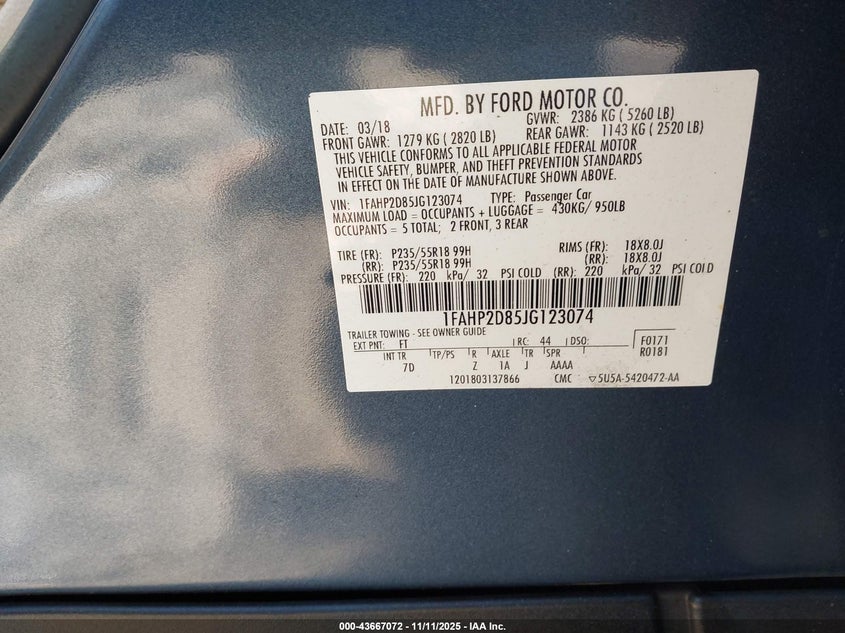 MFD. BY FORD MOTOR CO.
DATE: 03/18 GVWR: 2386 KG ( 5260 LB)
FRONT GAWR: 1279 KG ( 2820 LB) REAR GAWR: 1143 KG ( 2520 LB)
THIS VEHICLE CONFORMS TO ALL APPLICABLE FEDERAL MOTOR
VEHICLE SAFETY, BUMPER, AND THEFT PREVENTION STANDARDS
IN EFFECT ON THE DATE OF MANUFACTURE SHOWN ABOVE.
VIN: 1FAHP2D85JG123074 TYPE: Passenger Car
MAXIMUM LOAD = OCCUPANTS + LUGGAGE = 430KG/ 950LB
OCCUPANTS = 5 TOTAL; 2 FRONT, 3 REAR
TIRE (FR): P235/55R18 99H RIMS (FR): 18X8.0J
(RR): P235/55R18 99H (RR): 18X8.0J
PRESSURE (FR): 220 kPa/ 32 PSI COLD (RR): 220 kPa/ 32 PSI COLD
1FAHP2D85JG123074
TRAILER TOWING - SEE OWNER GUIDE
EXT PNT: FT RC: 44 DSO: F0171
INT TR TP/PS R AXLE TR SPR R0181
7D Z 1A J AAAA
1201803137866 CMC ▽5U5A-5420472-AA
000-43667072 - 11/11/2025 - IAA Inc.